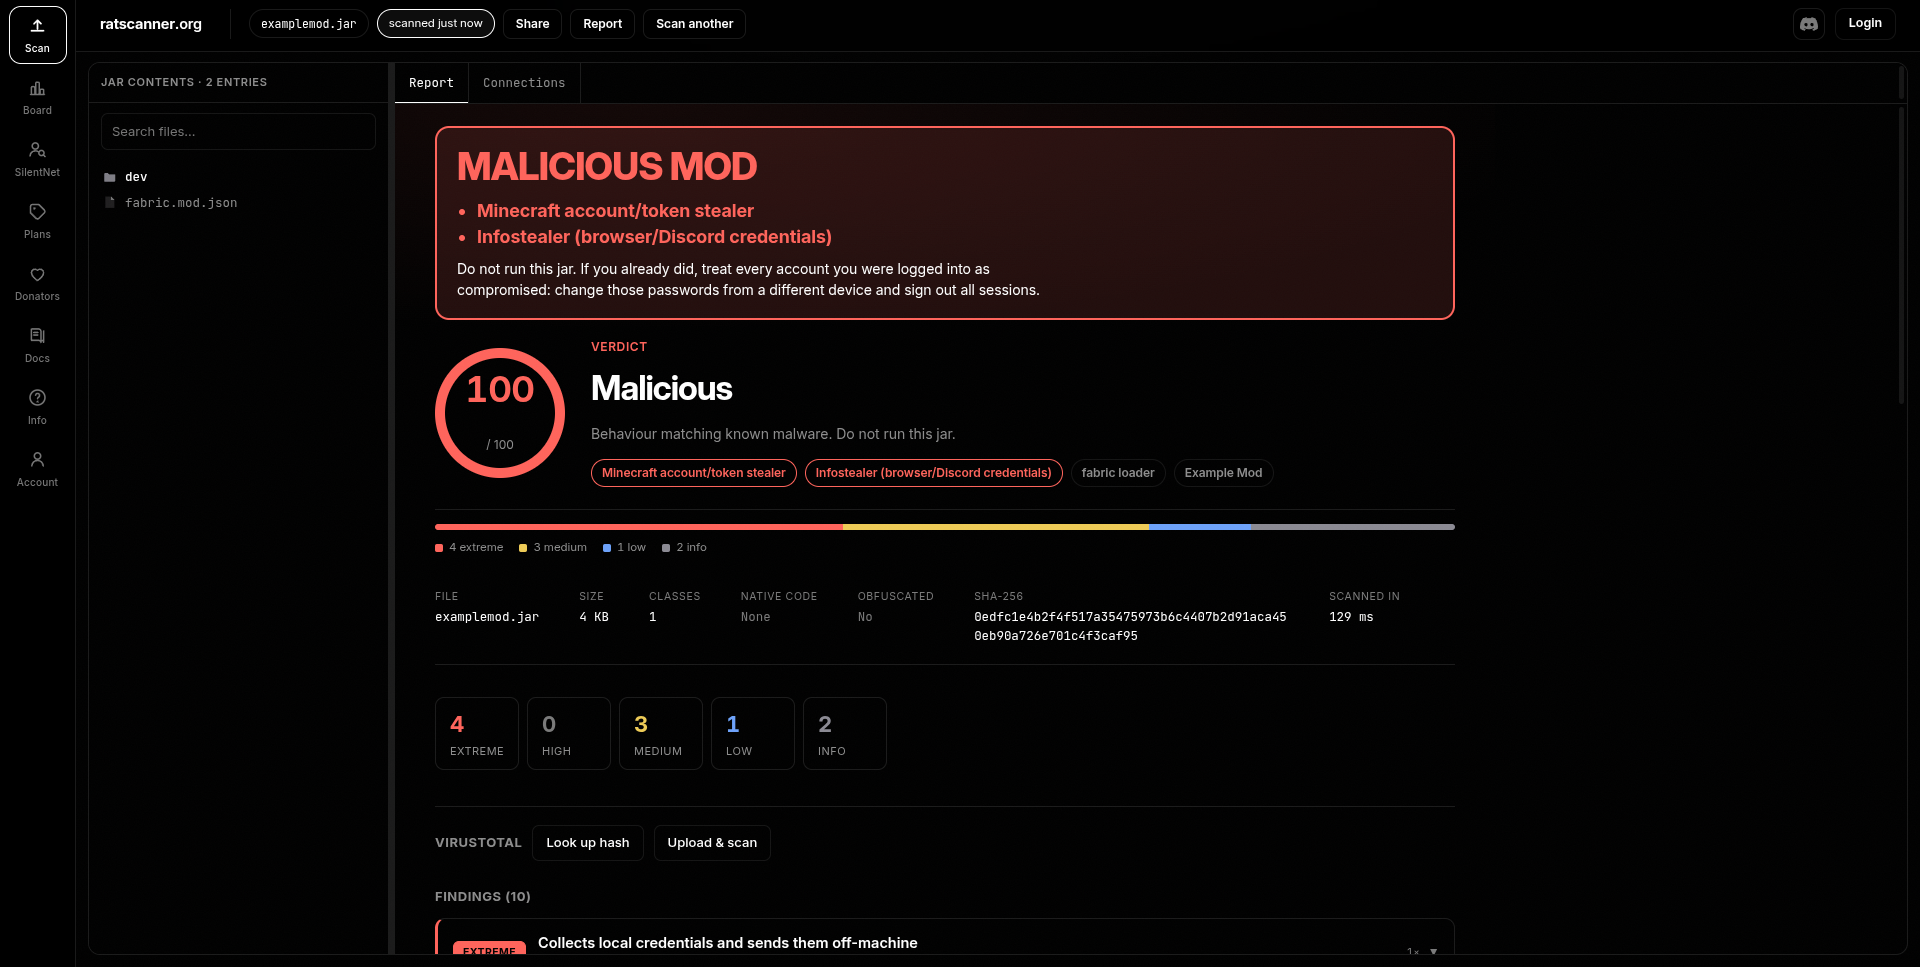 Scan
Board
SilentNet
Plans
Donators
Docs
Info
Account
ratscanner.org
examplemod.jar
scanned just now
Share
Report
Scan another
Login
JAR CONTENTS · 2 ENTRIES
Search files...
dev
fabric.mod.json
Report
Connections
MALICIOUS MOD
• Minecraft account/token stealer
• Infostealer (browser/Discord credentials)
Do not run this jar. If you already did, treat every account you were logged into as
compromised: change those passwords from a different device and sign out all sessions.
100
/ 100
VERDICT
Malicious
Behaviour matching known malware. Do not run this jar.
Minecraft account/token stealer
Infostealer (browser/Discord credentials)
fabric loader
Example Mod
4 extreme
3 medium
1 low
2 info
FILE
examplemod.jar
SIZE
4 KB
CLASSES
1
NATIVE CODE
None
OBFUSCATED
No
SHA-256
0edfc1e4b2f4f517a35475973b6c4407b2d91aca45
0eb90a726e701c4f3caf95
SCANNED IN
129 ms
4
EXTREME
0
HIGH
3
MEDIUM
1
LOW
2
INFO
VIRUSTOTAL
Look up hash
Upload & scan
FINDINGS (10)
EXTREME
Collects local credentials and sends them off-machine
1×